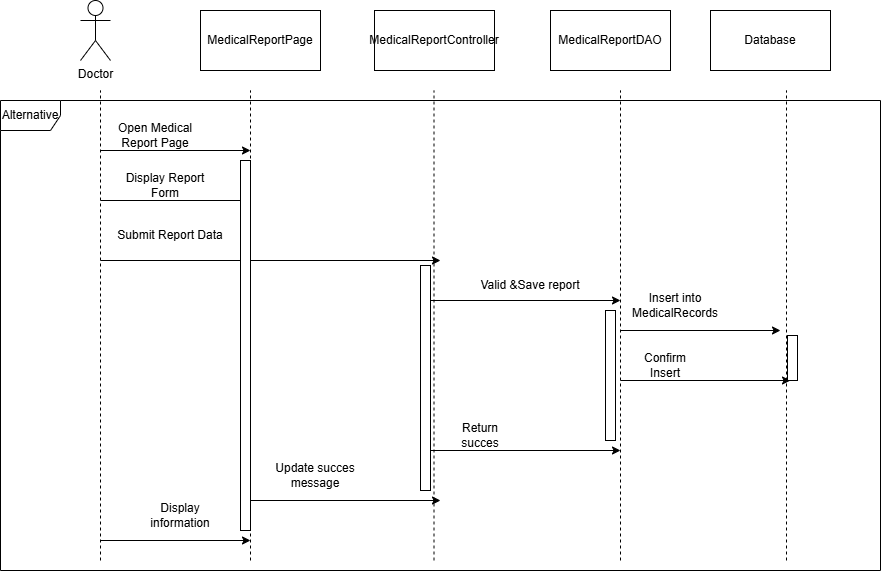 Doctor
MedicalReportPage
MedicalReportController
MedicalReportDAO
Database
Alternative
Open Medical
Report Page
Display Report
Form
Submit Report Data
Valid &Save report
Insert into
MedicalRecords
Confirm
Insert
Return
succes
Update succes
message
Display
information